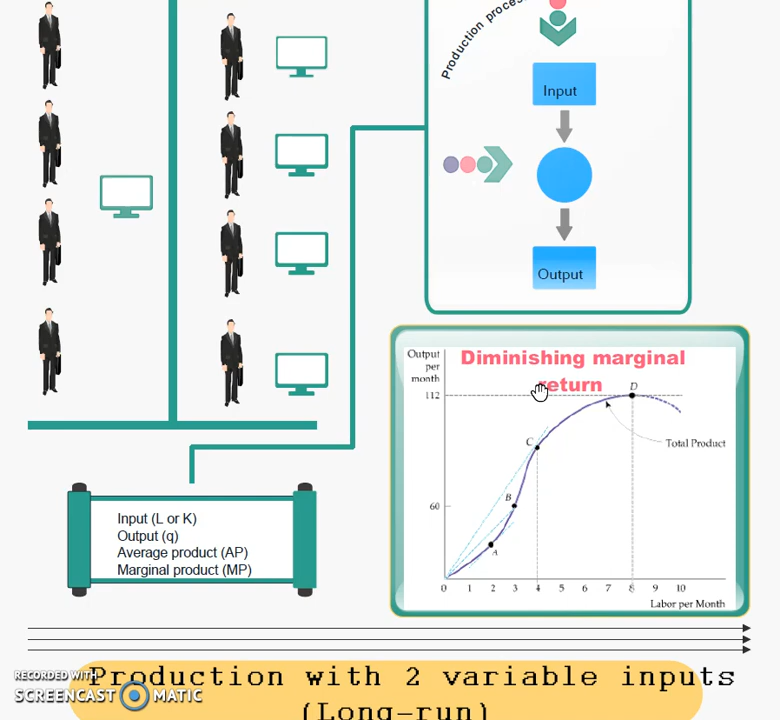 Production process
Input
Output
Input (L or K)
Output (q)
Average product (AP)
Marginal product (MP)
Diminishing marginal
return
Output
per
month
112
60
A
B
C
D
Total Product
0 1 2 3 4 5 6 7 8 9 10
Labor per Month
Production with 2 variable inputs
(Long-run)
RECORDED WITH
SCREENCAST MATIC